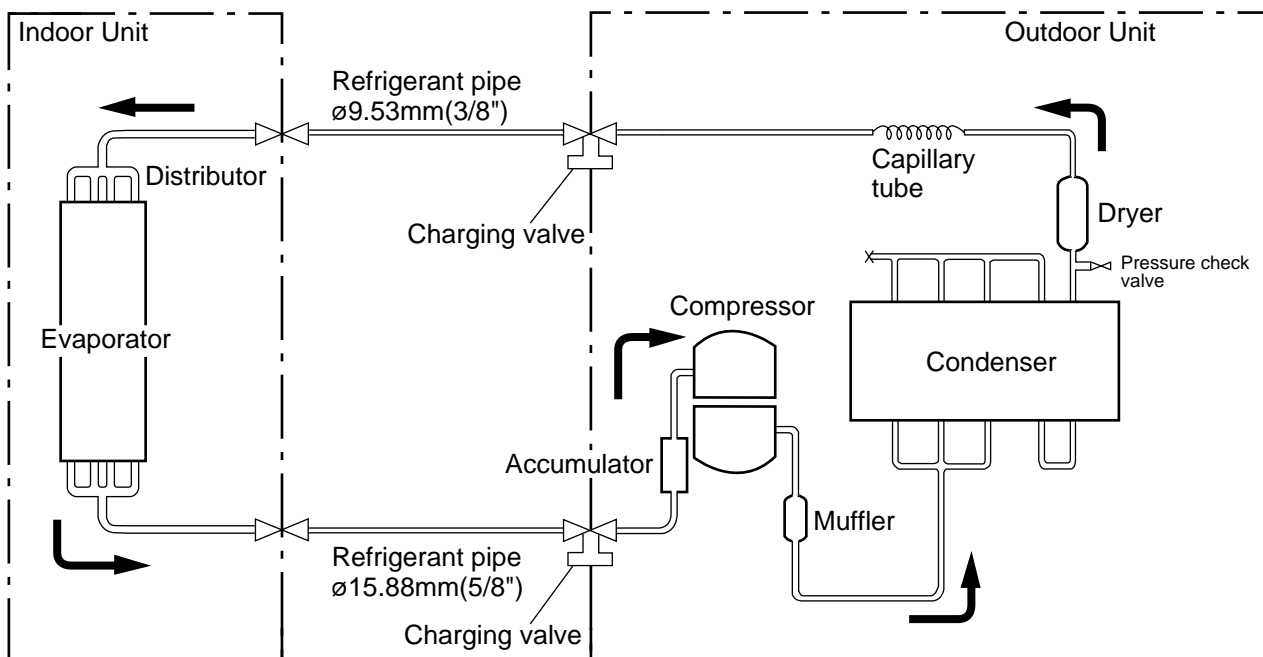 Indoor Unit
Outdoor Unit
Refrigerant pipe
ø9.53mm(3/8")
Distributor
Capillary
tube
Dryer
Charging valve
Pressure check
valve
Compressor
Evaporator
Condenser
Accumulator
Muffler
Refrigerant pipe
ø15.88mm(5/8")
Charging valve